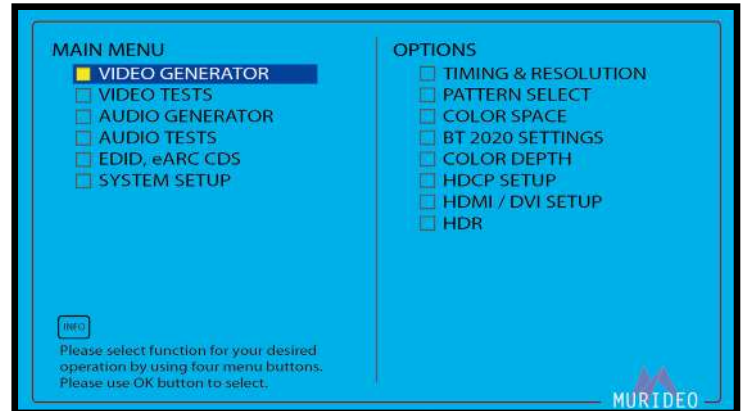 MAIN MENU
VIDEO GENERATOR
VIDEO TESTS
AUDIO GENERATOR
AUDIO TESTS
EDID, eARC CDS
SYSTEM SETUP
OPTIONS
TIMING & RESOLUTION
PATTERN SELECT
COLOR SPACE
BT 2020 SETTINGS
COLOR DEPTH
HDCP SETUP
HDMI / DVI SETUP
HDR
INFO
Please select function for your desired
operation by using four menu buttons.
Please use OK button to select.
MURIDEO